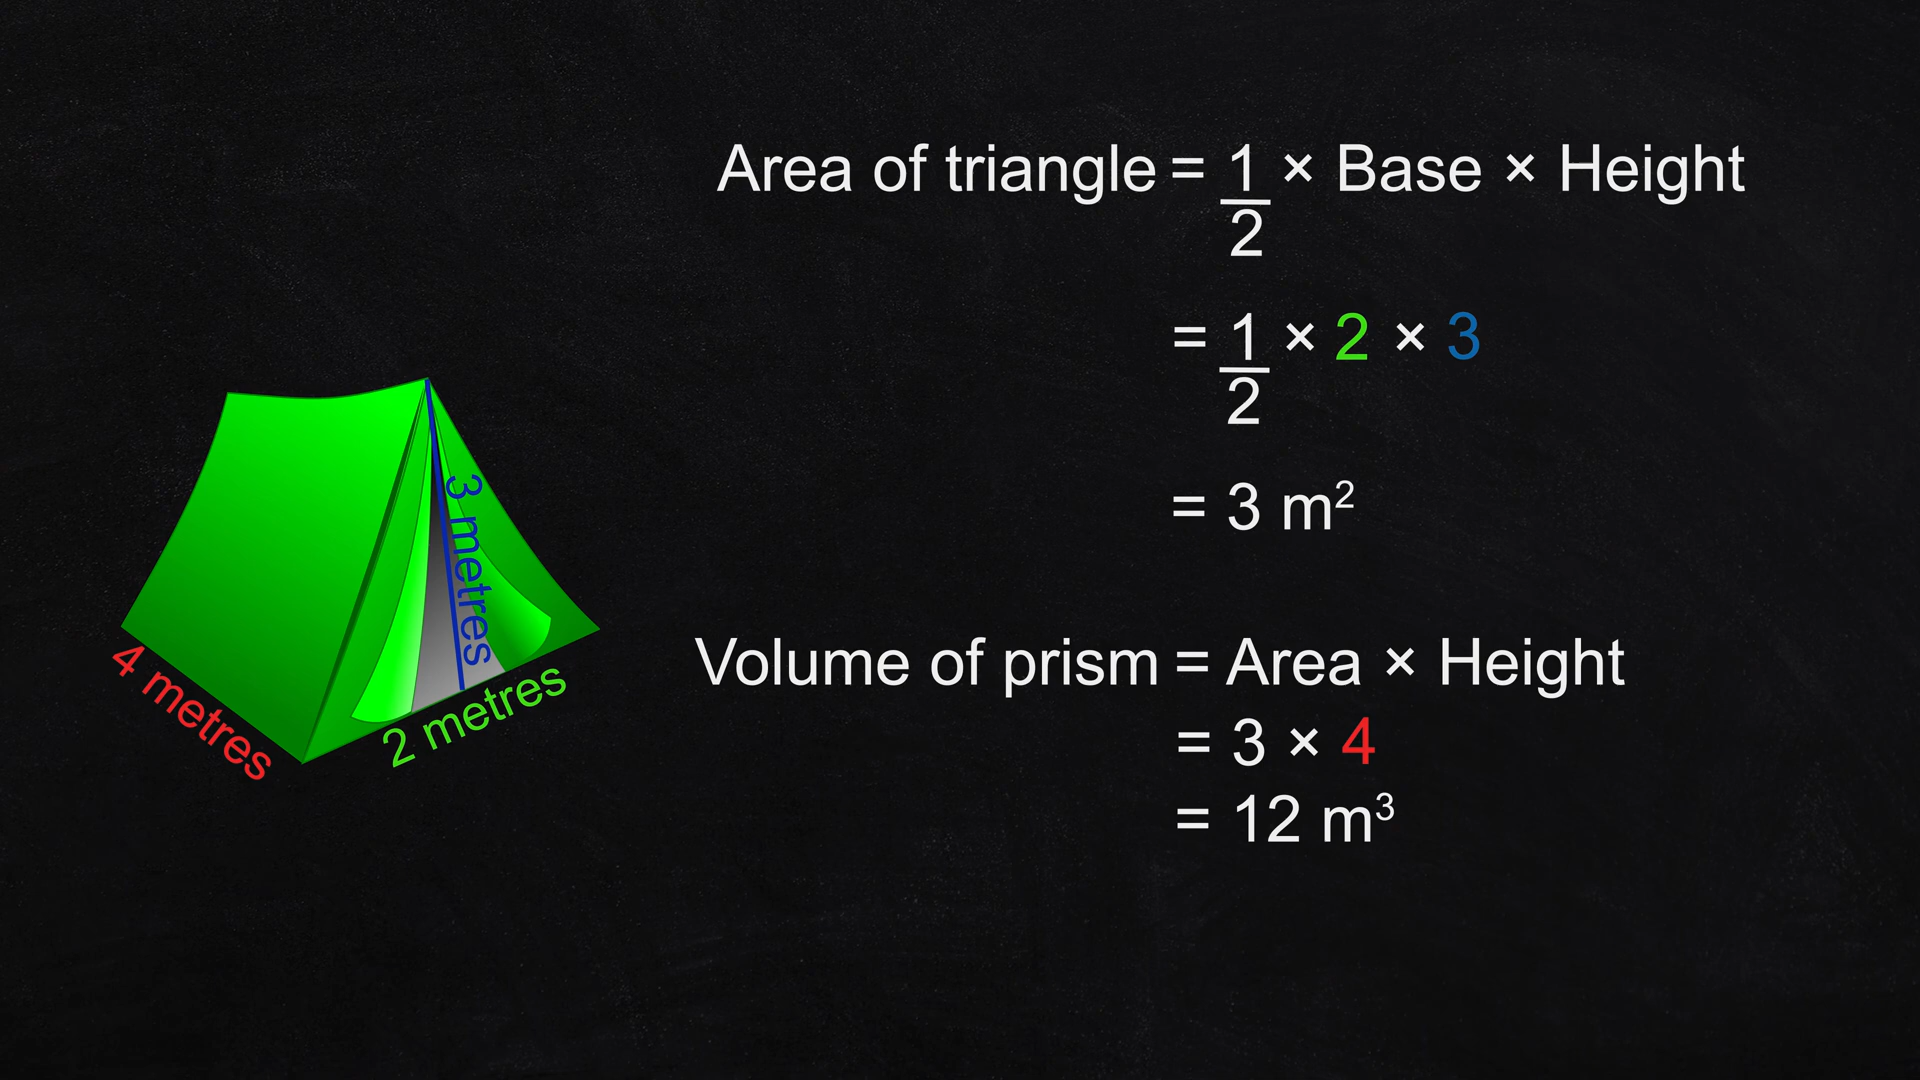 Area of triangle = 1/2 × Base × Height
= 1/2 × 2 × 3
= 3 m²
3 metres
4 metres
2 metres
Volume of prism = Area × Height
= 3 × 4
= 12 m³